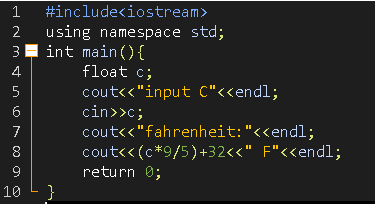 1 #include<iostream>
2 using namespace std;
3 int main(){
4 float c;
5 cout<<"input C"<<endl;
6 cin>>c;
7 cout<<"fahrenheit:"<<endl;
8 cout<<(c*9/5)+32<<" F"<<endl;
9 return 0;
10 }